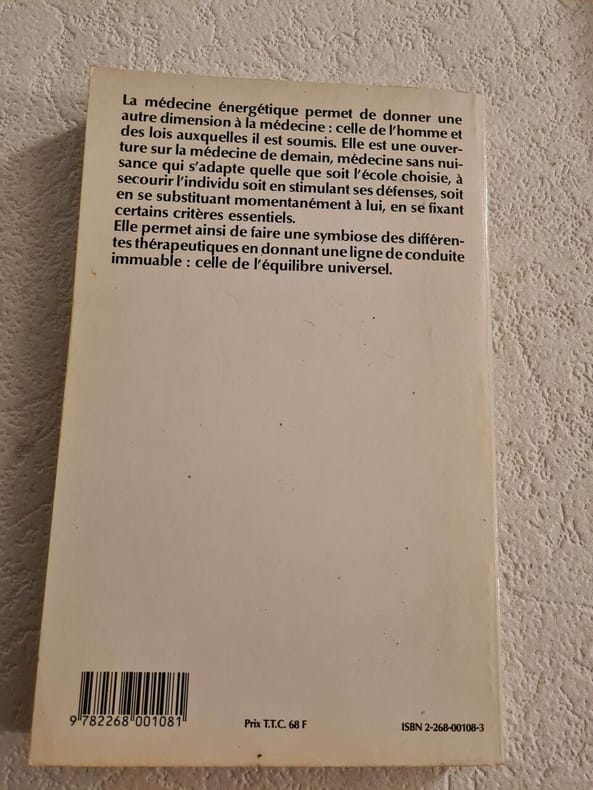 La médecine énergétique permet de donner une
autre dimension à la médecine : celle de l'homme et
des lois auxquelles il est soumis. Elle est une ouver-
ture sur la médecine de demain, médecine sans nui-
sance qui s'adapte quelle que soit l'école choisie, à
secourir l'individu soit en stimulant ses défenses, soit
en se substituant momentanément à lui, en se fixant
certains critères essentiels.
Elle permet ainsi de faire une symbiose des différen-
tes thérapeutiques en donnant une ligne de conduite
immuable : celle de l'équilibre universel.
9 782268 001081
Prix T.T.C. 68 F
ISBN 2-268-00108-3